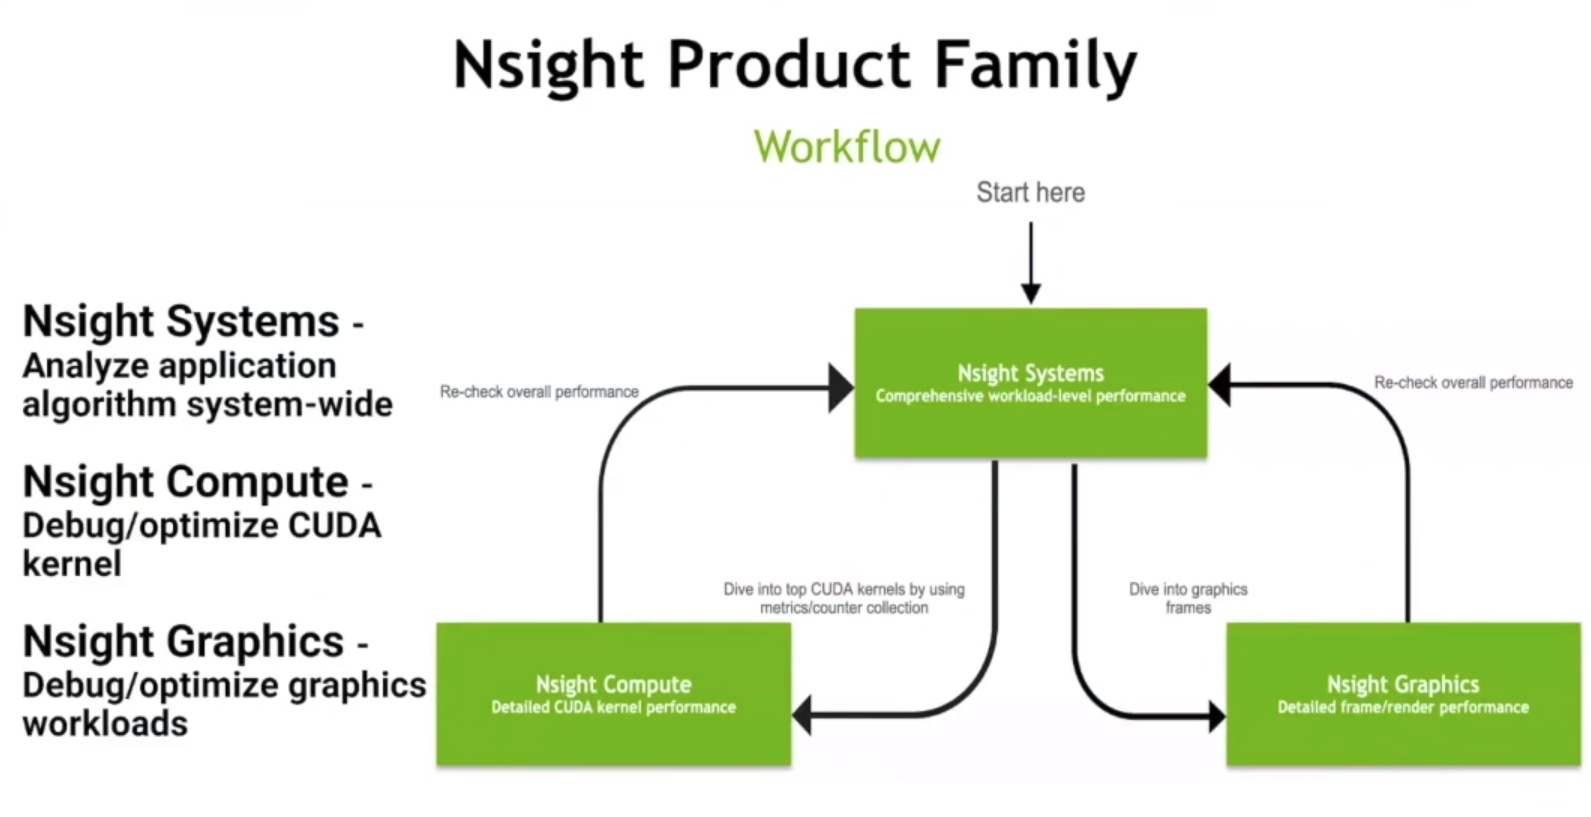 Nsight Product Family
Workflow
Start here
Nsight Systems -
Analyze application
algorithm system-wide
Nsight Compute -
Debug/optimize CUDA
kernel
Nsight Graphics -
Debug/optimize graphics
workloads
Nsight Systems
Comprehensive workload-level performance
Re-check overall performance
Re-check overall performance
Dive into top CUDA kernels by using
metrics/counter collection
Dive into graphics
frames
Nsight Compute
Detailed CUDA kernel performance
Nsight Graphics
Detailed frame/render performance